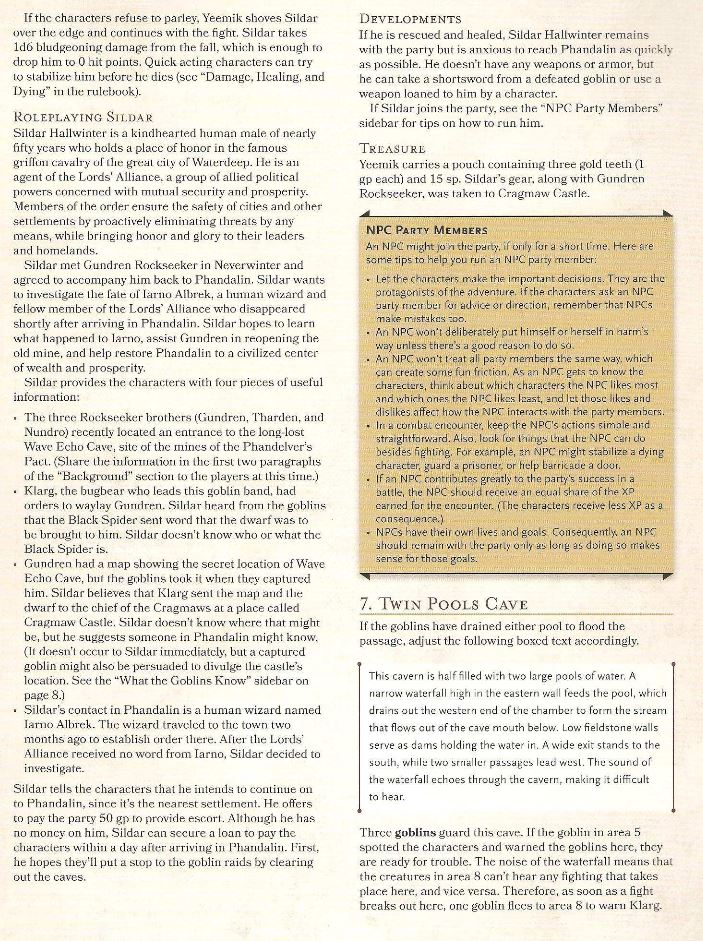 If the characters refuse to parley, Yeemik shoves Sildar
over the edge and continues with the fight. Sildar takes
1d6 bludgeoning damage from the fall, which is enough to
drop him to 0 hit points. Quick acting characters can try
to stabilize him before he dies (see “Damage, Healing, and
Dying” in the rulebook).
Roleplaying Sildar
Sildar Hallwinter is a kindhearted human male of nearly
fifty years who holds a place of honor in the famous
griffon cavalry of the great city of Waterdeep. He is an
agent of the Lords’ Alliance, a group of allied political
powers concerned with mutual security and prosperity.
Members of the order ensure the safety of cities and other
settlements by proactively eliminating threats by any
means, while bringing honor and glory to their leaders
and homelands.
Sildar met Gundren Rockseeker in Neverwinter and
agreed to accompany him back to Phandalin. Sildar wants
to investigate the fate of Iarno Albrek, a human wizard and
fellow member of the Lords’ Alliance who disappeared
shortly after arriving in Phandalin. Sildar hopes to learn
what happened to Iarno, assist Gundren in reopening the
old mine, and help restore Phandalin to a civilized center
of wealth and prosperity.
Sildar provides the characters with four pieces of useful
information:
• The three Rockseeker brothers (Gundren, Tharden, and
Nundro) recently located an entrance to the long-lost
Wave Echo Cave, site of the mines of the Phandelver’s
Pact. (Share the information in the first two paragraphs
of the “Background” section to the players at this time.)
• Klarg, the bugbear who leads this goblin band, had
orders to waylay Gundren. Sildar heard from the goblins
that the Black Spider sent word that the dwarf was to
be brought to him. Sildar doesn’t know who or what the
Black Spider is.
• Gundren had a map showing the secret location of Wave
Echo Cave, but the goblins took it when they captured
him. Sildar believes that Klarg sent the map and the
dwarf to the chief of the Cragmaws at a place called
Cragmaw Castle. Sildar doesn’t know where that might
be, but he suggests someone in Phandalin might know.
(It doesn’t occur to Sildar immediately, but a captured
goblin might also be persuaded to divulge the castle’s
location. See the “What the Goblins Know” sidebar on
page 8.)
• Sildar’s contact in Phandalin is a human wizard named
Iarno Albrek. The wizard traveled to the town two
months ago to establish order there. After the Lords’
Alliance received no word from Iarno, Sildar decided to
investigate.
Sildar tells the characters that he intends to continue on
to Phandalin, since it’s the nearest settlement. He offers
to pay the party 50 gp to provide escort. Although he has
no money on him, Sildar can secure a loan to pay the
characters within a day after arriving in Phandalin. First,
he hopes they’ll put a stop to the goblin raids by clearing
out the caves.
Developments
If he is rescued and healed, Sildar Hallwinter remains
with the party but is anxious to reach Phandalin as quickly
as possible. He doesn’t have any weapons or armor, but
he can take a shortsword from a defeated goblin or use a
weapon loaned to him by a character.
If Sildar joins the party, see the “NPC Party Members”
sidebar for tips on how to run him.
Treasure
Yeemik carries a pouch containing three gold teeth (1
gp each) and 15 sp. Sildar’s gear, along with Gundren
Rockseeker, was taken to Cragmaw Castle.
NPC Party Members
An NPC might join the party, if only for a short time. Here are
some tips to help you run an NPC party member:
• Let the characters make the important decisions. They are the
protagonists of the adventure. If the characters ask an NPC
party member for advice or direction, remember that NPCs
make mistakes too.
• An NPC won’t deliberately put himself or herself in harm’s
way unless there’s a good reason to do so.
• An NPC won’t treat all party members the same way, which
can create some fun friction. As an NPC gets to know the
characters, think about which characters the NPC likes most
and which ones the NPC likes least, and let those likes and
dislikes affect how the NPC interacts with the party members.
• In a combat encounter, keep the NPC’s actions simple and
straightforward. Also, look for things that the NPC can do
besides fighting. For example, an NPC might stabilize a dying
character, guard a prisoner, or help barricade a door.
• If an NPC contributes greatly to the party’s success in a
battle, the NPC should receive an equal share of the XP
earned for the encounter. (The characters receive less XP as a
consequence.)
• NPCs have their own lives and goals. Consequently, an NPC
should remain with the party only as long as doing so makes
sense for those goals.
7. Twin Pools Cave
If the goblins have drained either pool to flood the
passage, adjust the following boxed text accordingly.
This cavern is half filled with two large pools of water. A
narrow waterfall high in the eastern wall feeds the pool, which
drains out the western end of the chamber to form the stream
that flows out of the cave mouth below. Low fieldstone walls
serve as dams holding the water in. A wide exit stands to the
south, while two smaller passages lead west. The sound of
the waterfall echoes through the cavern, making it difficult
to hear.
Three goblins guard this cave. If the goblin in area 5
spotted the characters and warned the goblins here, they
are ready for trouble. The noise of the waterfall means that
the creatures in area 8 can’t hear any fighting that takes
place here, and vice versa. Therefore, as soon as a fight
breaks out here, one goblin flees to area 8 to warn Klarg.